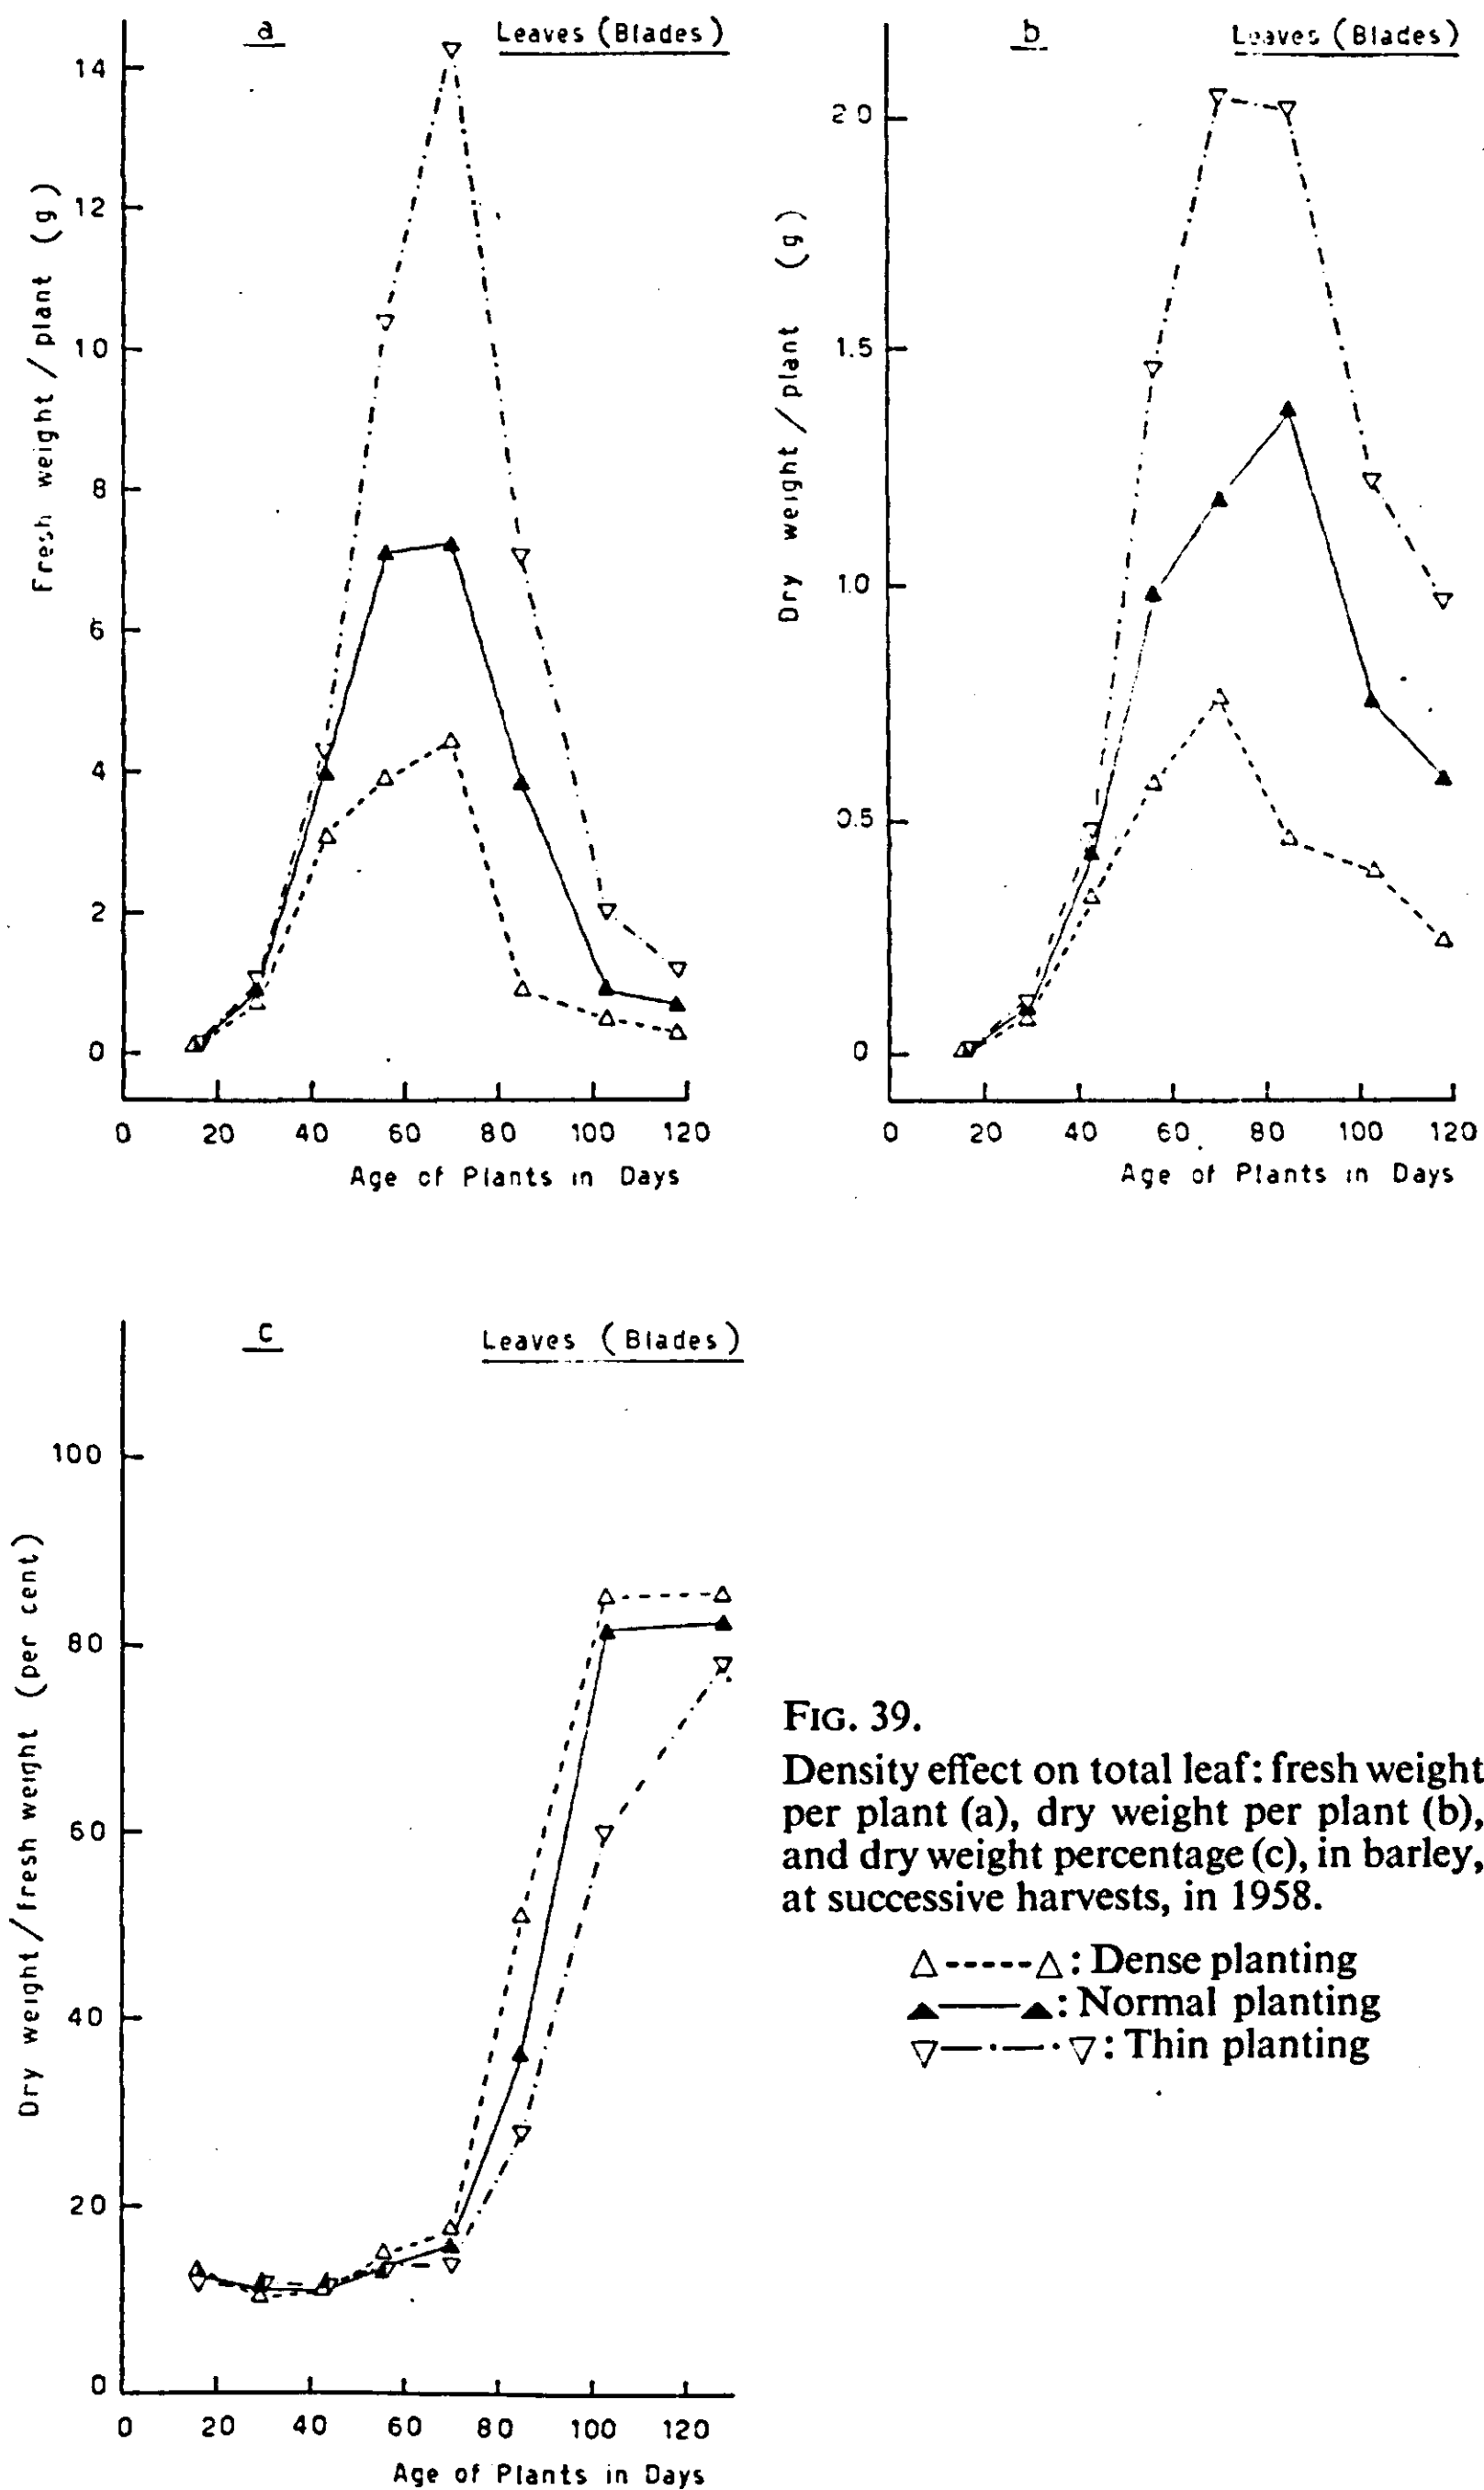 a
Leaves (Blades)
Fresh weight / plant (g)
14
12
10
8
6
4
2
0
0 20 40 60 80 100 120
Age of Plants in Days
b
Leaves (Blades)
Dry weight / plant (g)
2 0
1.5
1.0
0.5
0
0 20 40 60 80 100 120
Age of Plants in Days
c
Leaves (Blades)
Dry weight / fresh weight (per cent)
100
80
60
40
20
0
0 20 40 60 80 100 120
Age of Plants in Days
FIG. 39.
Density effect on total leaf: fresh weight
per plant (a), dry weight per plant (b),
and dry weight percentage (c), in barley,
at successive harvests, in 1958.
△-----△: Dense planting
▲——▲: Normal planting
▽—·—·▽: Thin planting